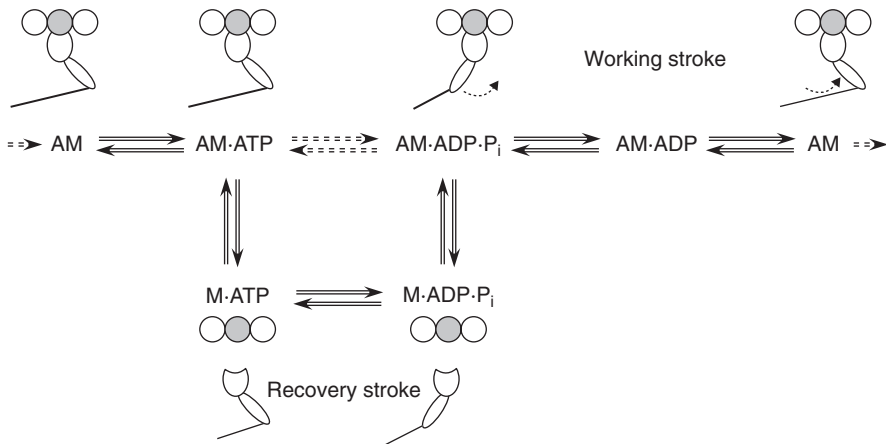 Working stroke
AM AM·ATP AM·ADP·Pi AM·ADP AM
M·ATP M·ADP·Pi
Recovery stroke